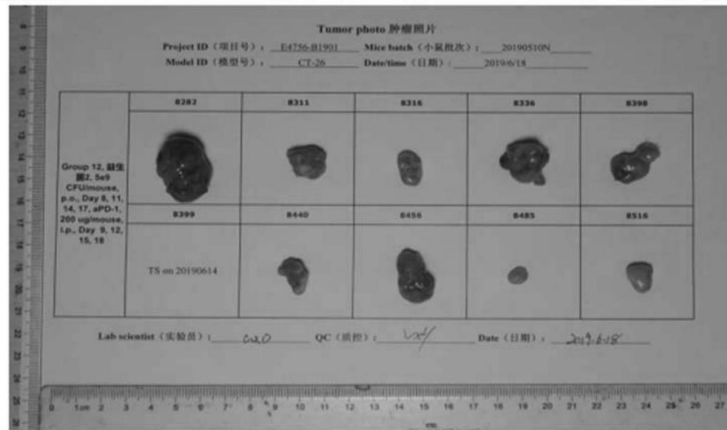 Tumor photo 肿瘤照片
Project ID（项目号）： E4756-B1901 Mice batch（小鼠批次）： 20190510N
Model ID（模型号）： CT-26 Date/time（日期）： 2019/6/18
8282 8311 8316 8336 8398
Group 12, 益生
菌2, 5e9
CFU/mouse,
p.o., Day 8, 11,
14, 17, aPD-1,
200 ug/mouse,
i.p., Day 9, 12,
15, 18
8399 8440 8456 8485 8516
TS on 20190614
Lab scientist（实验员）： QC（质控）： Date（日期）： 2019.6.18
0 1cm 2 3 4 5 6 7 8 9 10 11 12 13 14 15 16 17 18 19 20 21 22 23 24 25 26 27